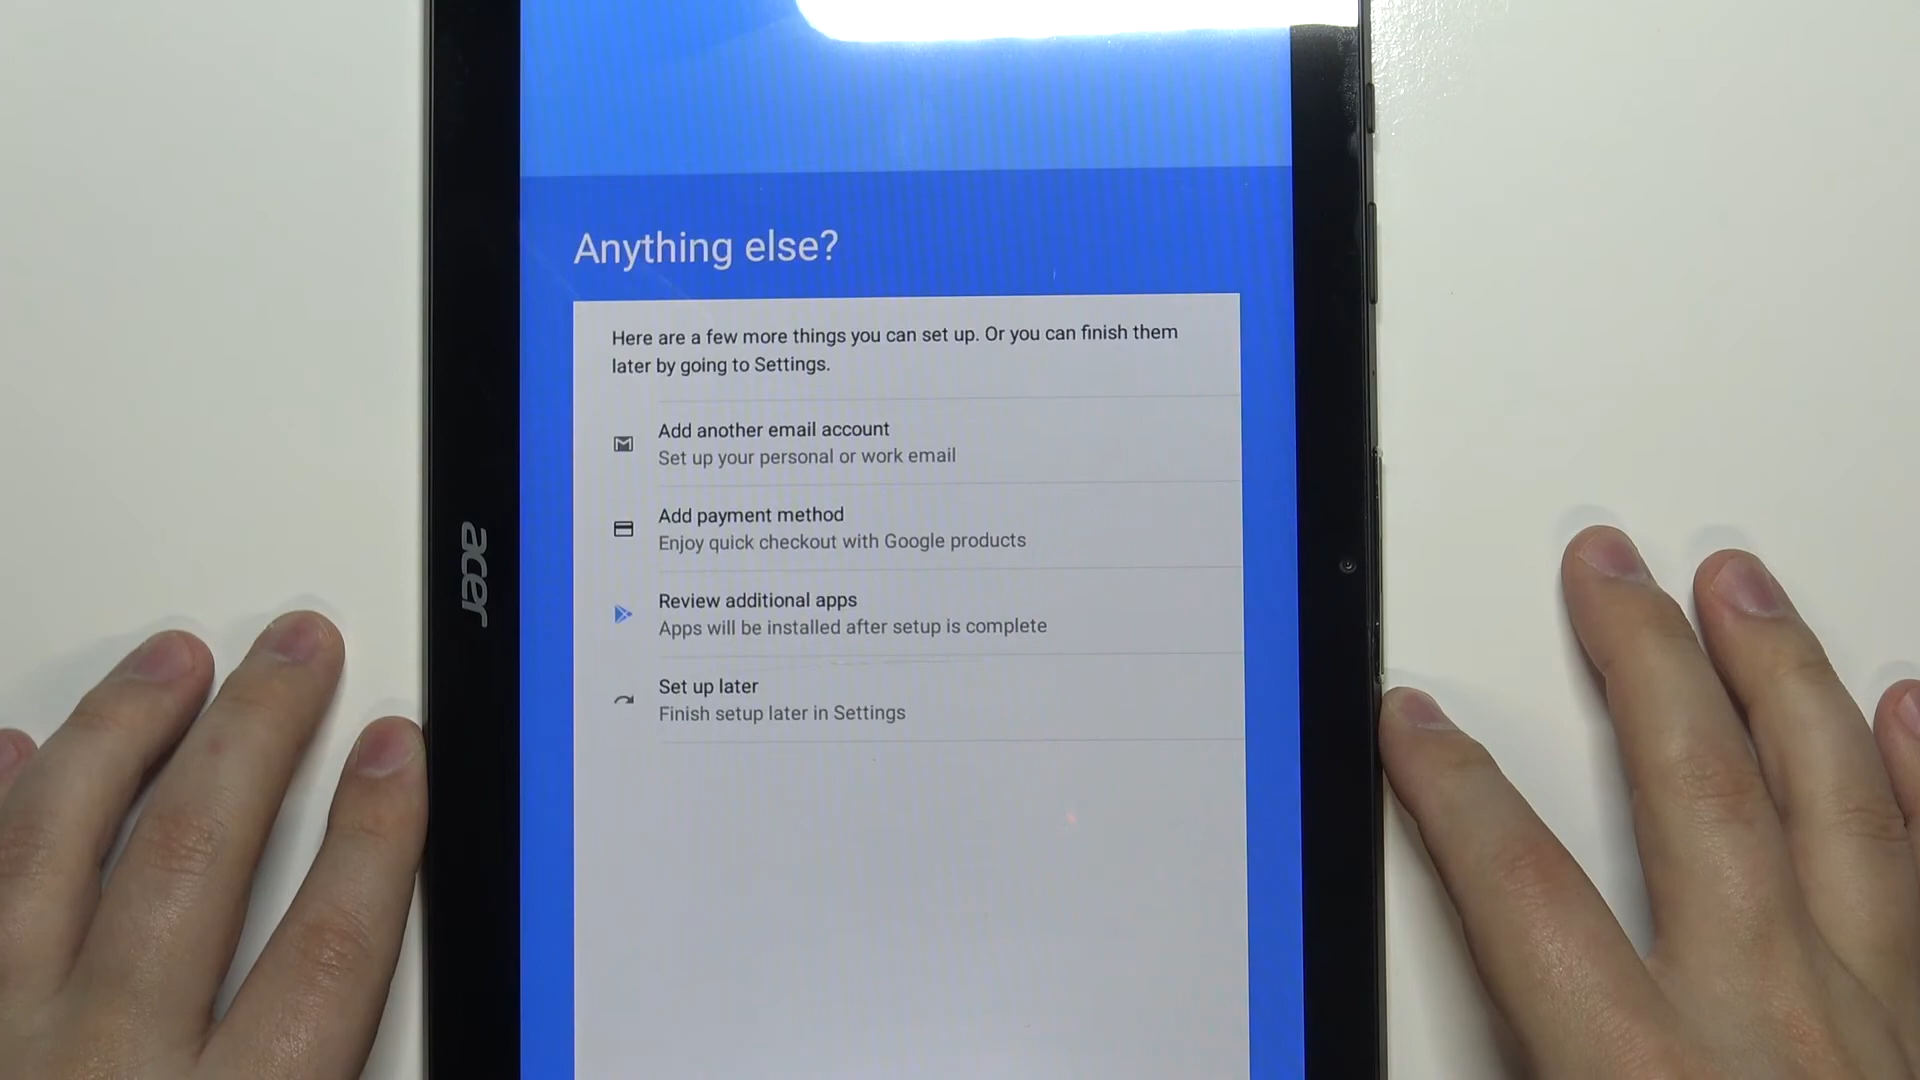 Anything else?
Here are a few more things you can set up. Or you can finish them
later by going to Settings.
Add another email account
Set up your personal or work email
Add payment method
Enjoy quick checkout with Google products
Review additional apps
Apps will be installed after setup is complete
Set up later
Finish setup later in Settings
acer